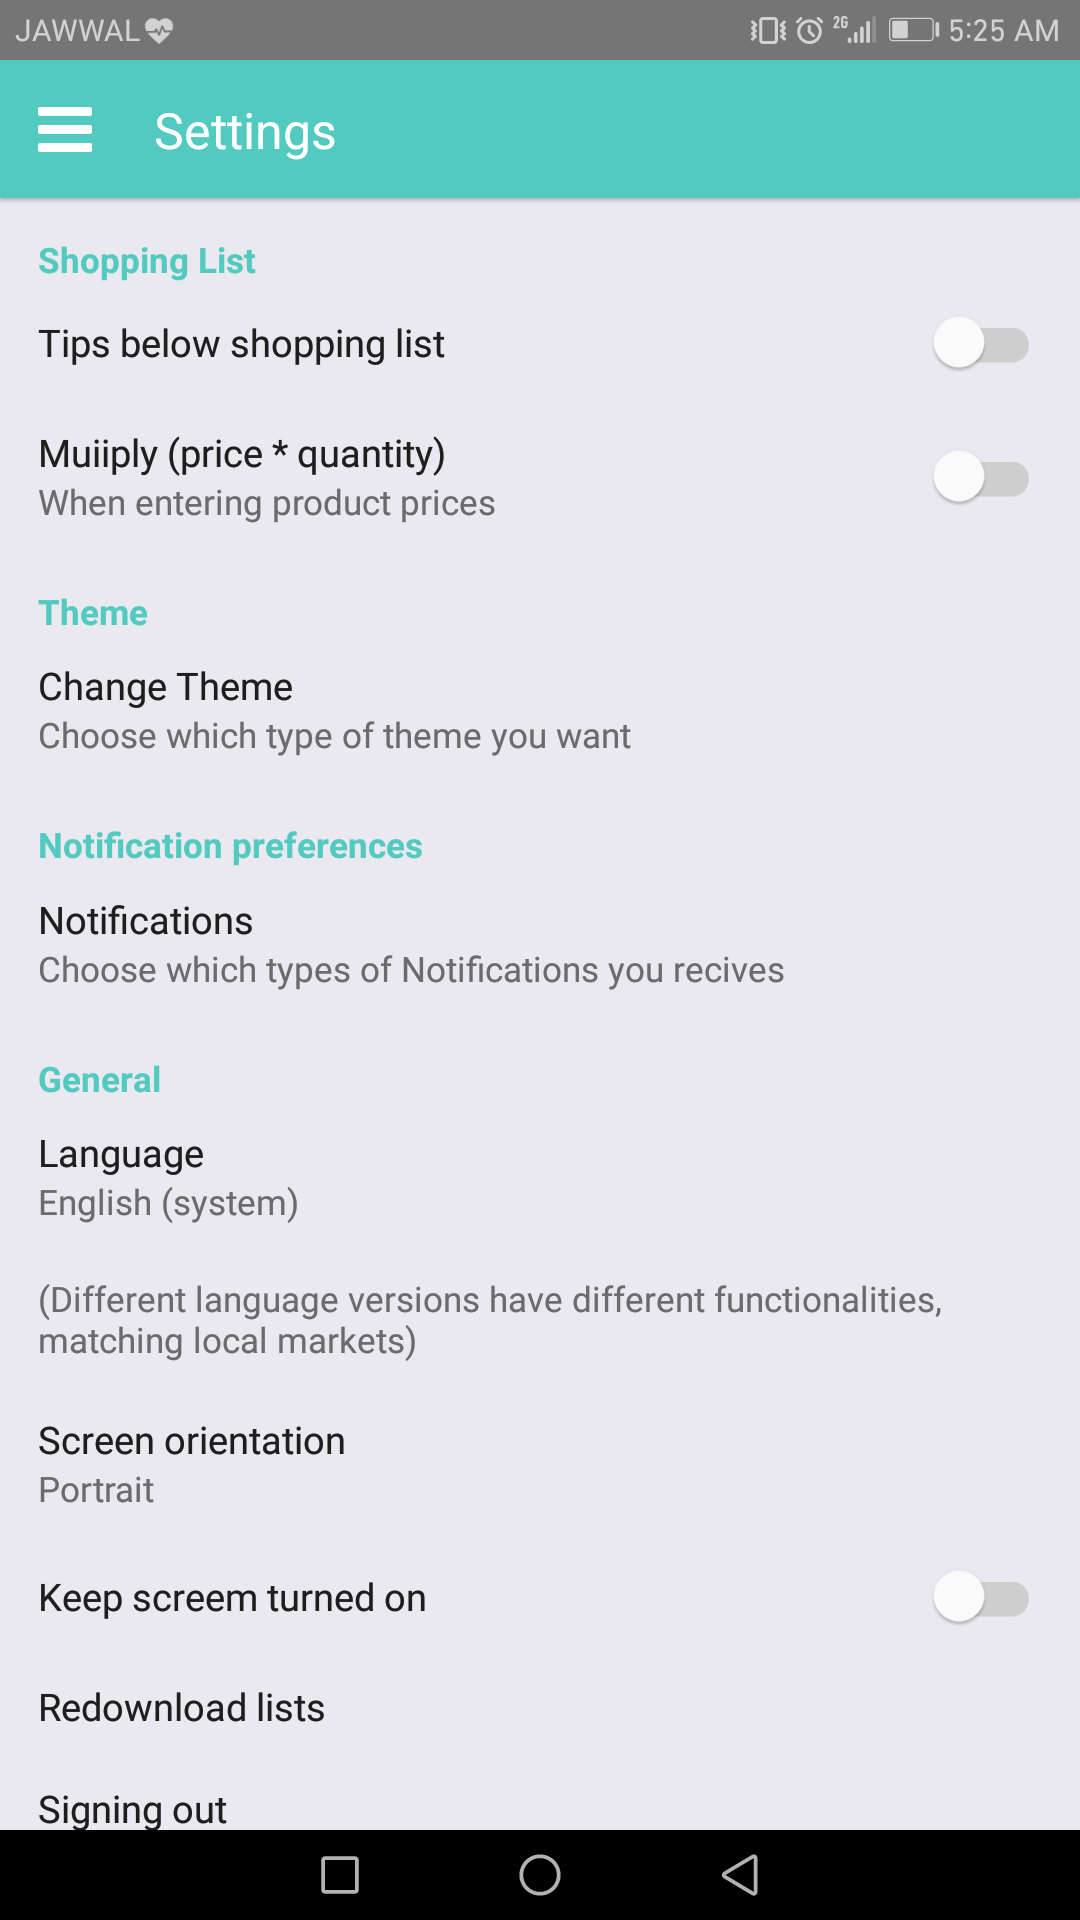 JAWWAL
2G
5:25 AM
Settings
Shopping List
Tips below shopping list
Muiiply (price * quantity)
When entering product prices
Theme
Change Theme
Choose which type of theme you want
Notification preferences
Notifications
Choose which types of Notifications you recives
General
Language
English (system)
(Different language versions have different functionalities,
matching local markets)
Screen orientation
Portrait
Keep screem turned on
Redownload lists
Signing out